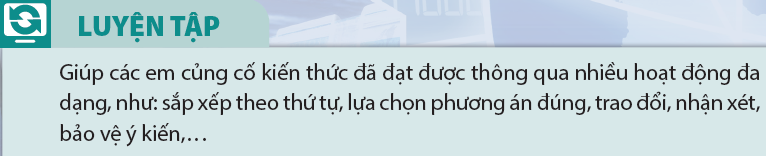 LUYỆN TẬP
Giúp các em củng cố kiến thức đã đạt được thông qua nhiều hoạt động đa
dạng, như: sắp xếp theo thứ tự, lựa chọn phương án đúng, trao đổi, nhận xét,
bảo vệ ý kiến,...